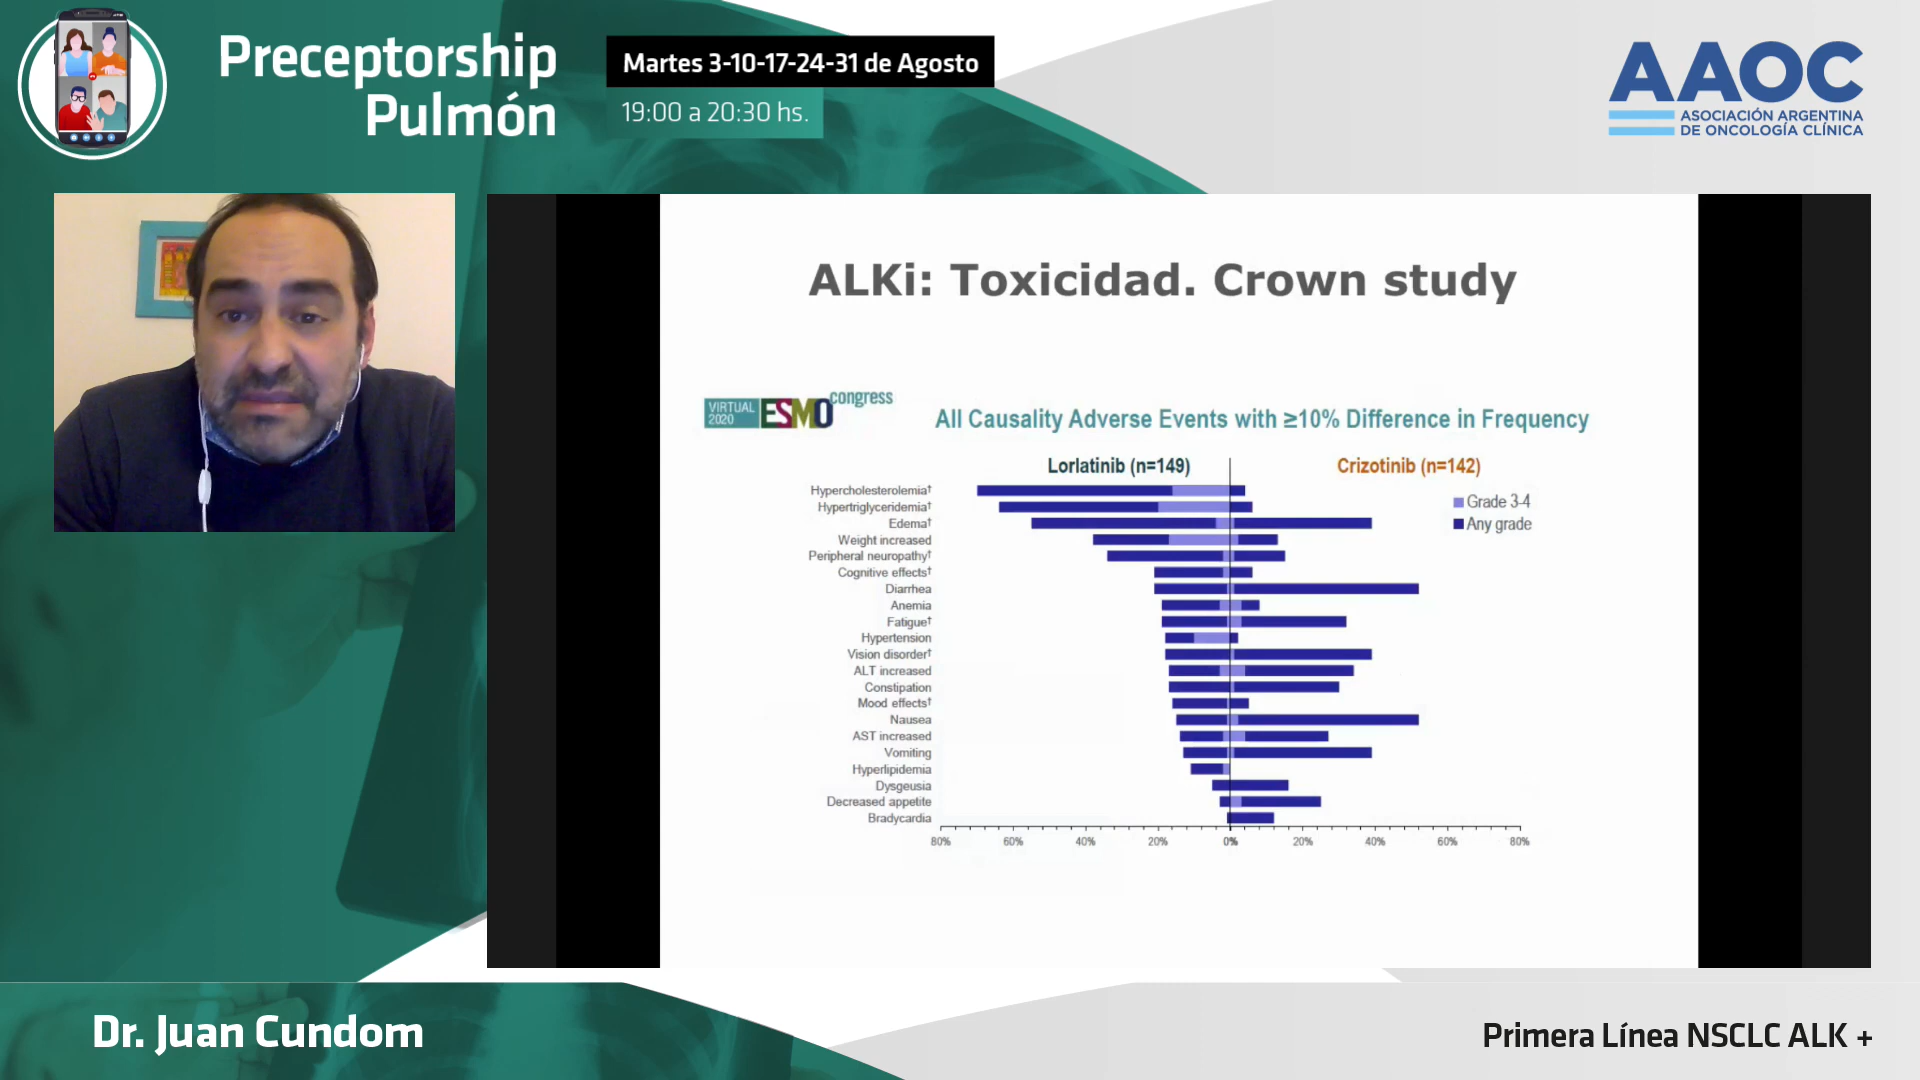 Preceptorship
Pulmón
Martes 3-10-17-24-31 de Agosto
19:00 a 20:30 hs.
AAOC
ASOCIACIÓN ARGENTINA
DE ONCOLOGÍA CLÍNICA
ALKi: Toxicidad. Crown study
VIRTUAL
2020
ESMO
congress
All Causality Adverse Events with ≥10% Difference in Frequency
Lorlatinib (n=149)
Crizotinib (n=142)
Grade 3-4
Any grade
Hypercholesterolemia†
Hypertriglyceridemia†
Edema†
Weight increased
Peripheral neuropathy†
Cognitive effects†
Diarrhea
Anemia
Fatigue†
Hypertension
Vision disorder†
ALT increased
Constipation
Mood effects†
Nausea
AST increased
Vomiting
Hyperlipidemia
Dysgeusia
Decreased appetite
Bradycardia
80% 60% 40% 20% 0% 20% 40% 60% 80%
Dr. Juan Cundom
Primera Línea NSCLC ALK +